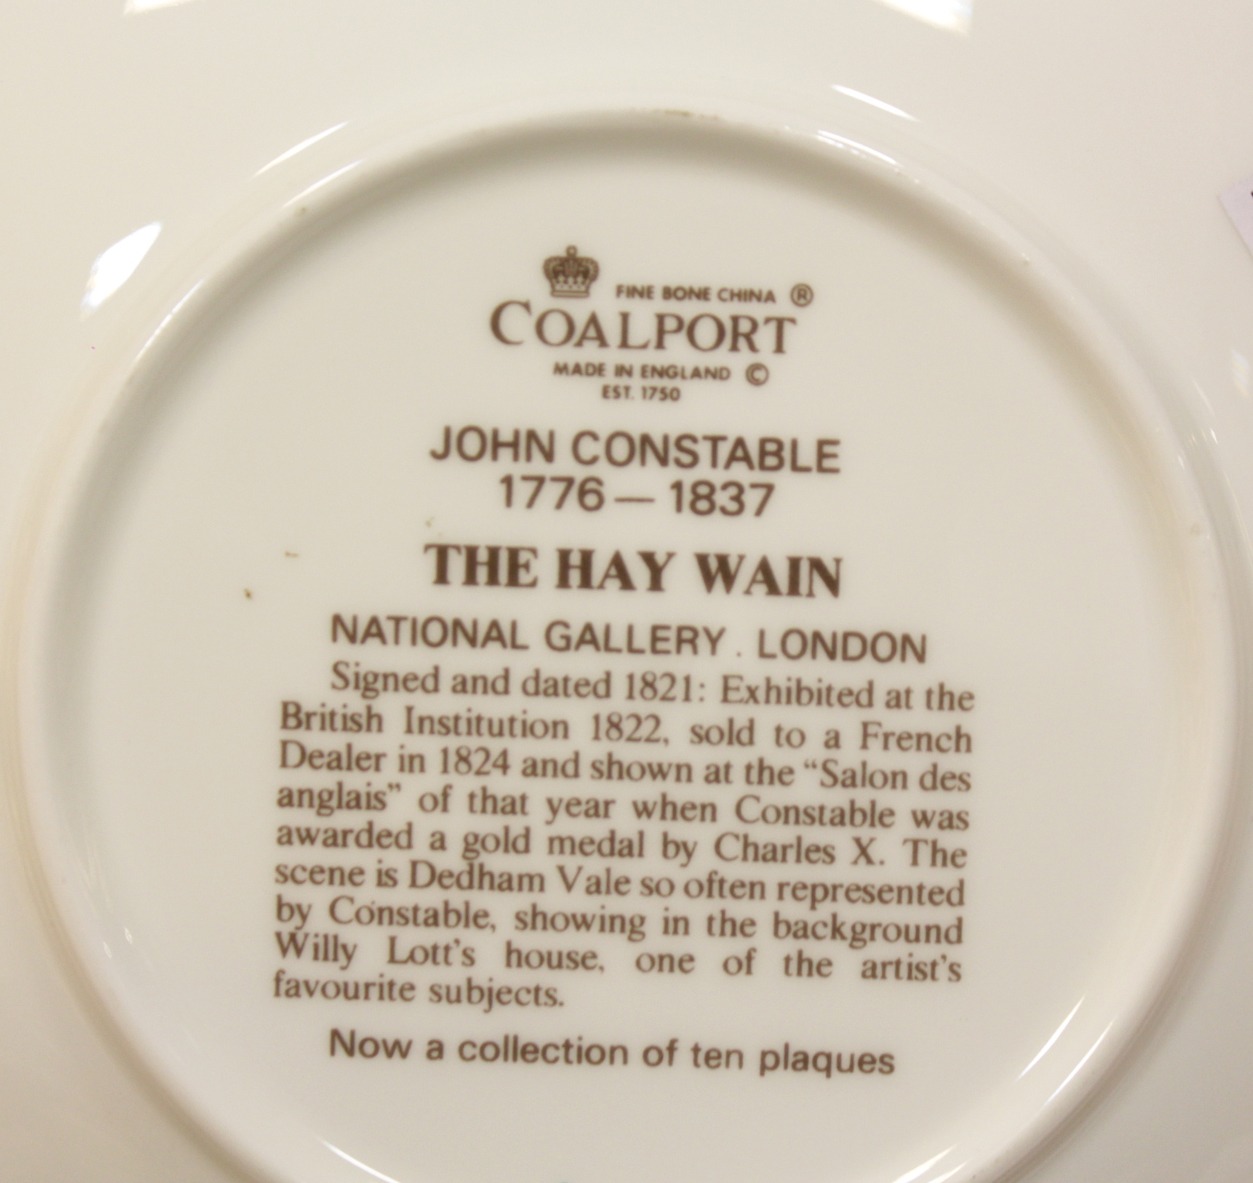 FINE BONE CHINA ®
COALPORT
MADE IN ENGLAND ©
EST. 1750
JOHN CONSTABLE
1776 — 1837
THE HAY WAIN
NATIONAL GALLERY . LONDON
Signed and dated 1821: Exhibited at the
British Institution 1822, sold to a French
Dealer in 1824 and shown at the “Salon des
anglais” of that year when Constable was
awarded a gold medal by Charles X. The
scene is Dedham Vale so often represented
by Constable, showing in the background
Willy Lott's house, one of the artist's
favourite subjects.
Now a collection of ten plaques